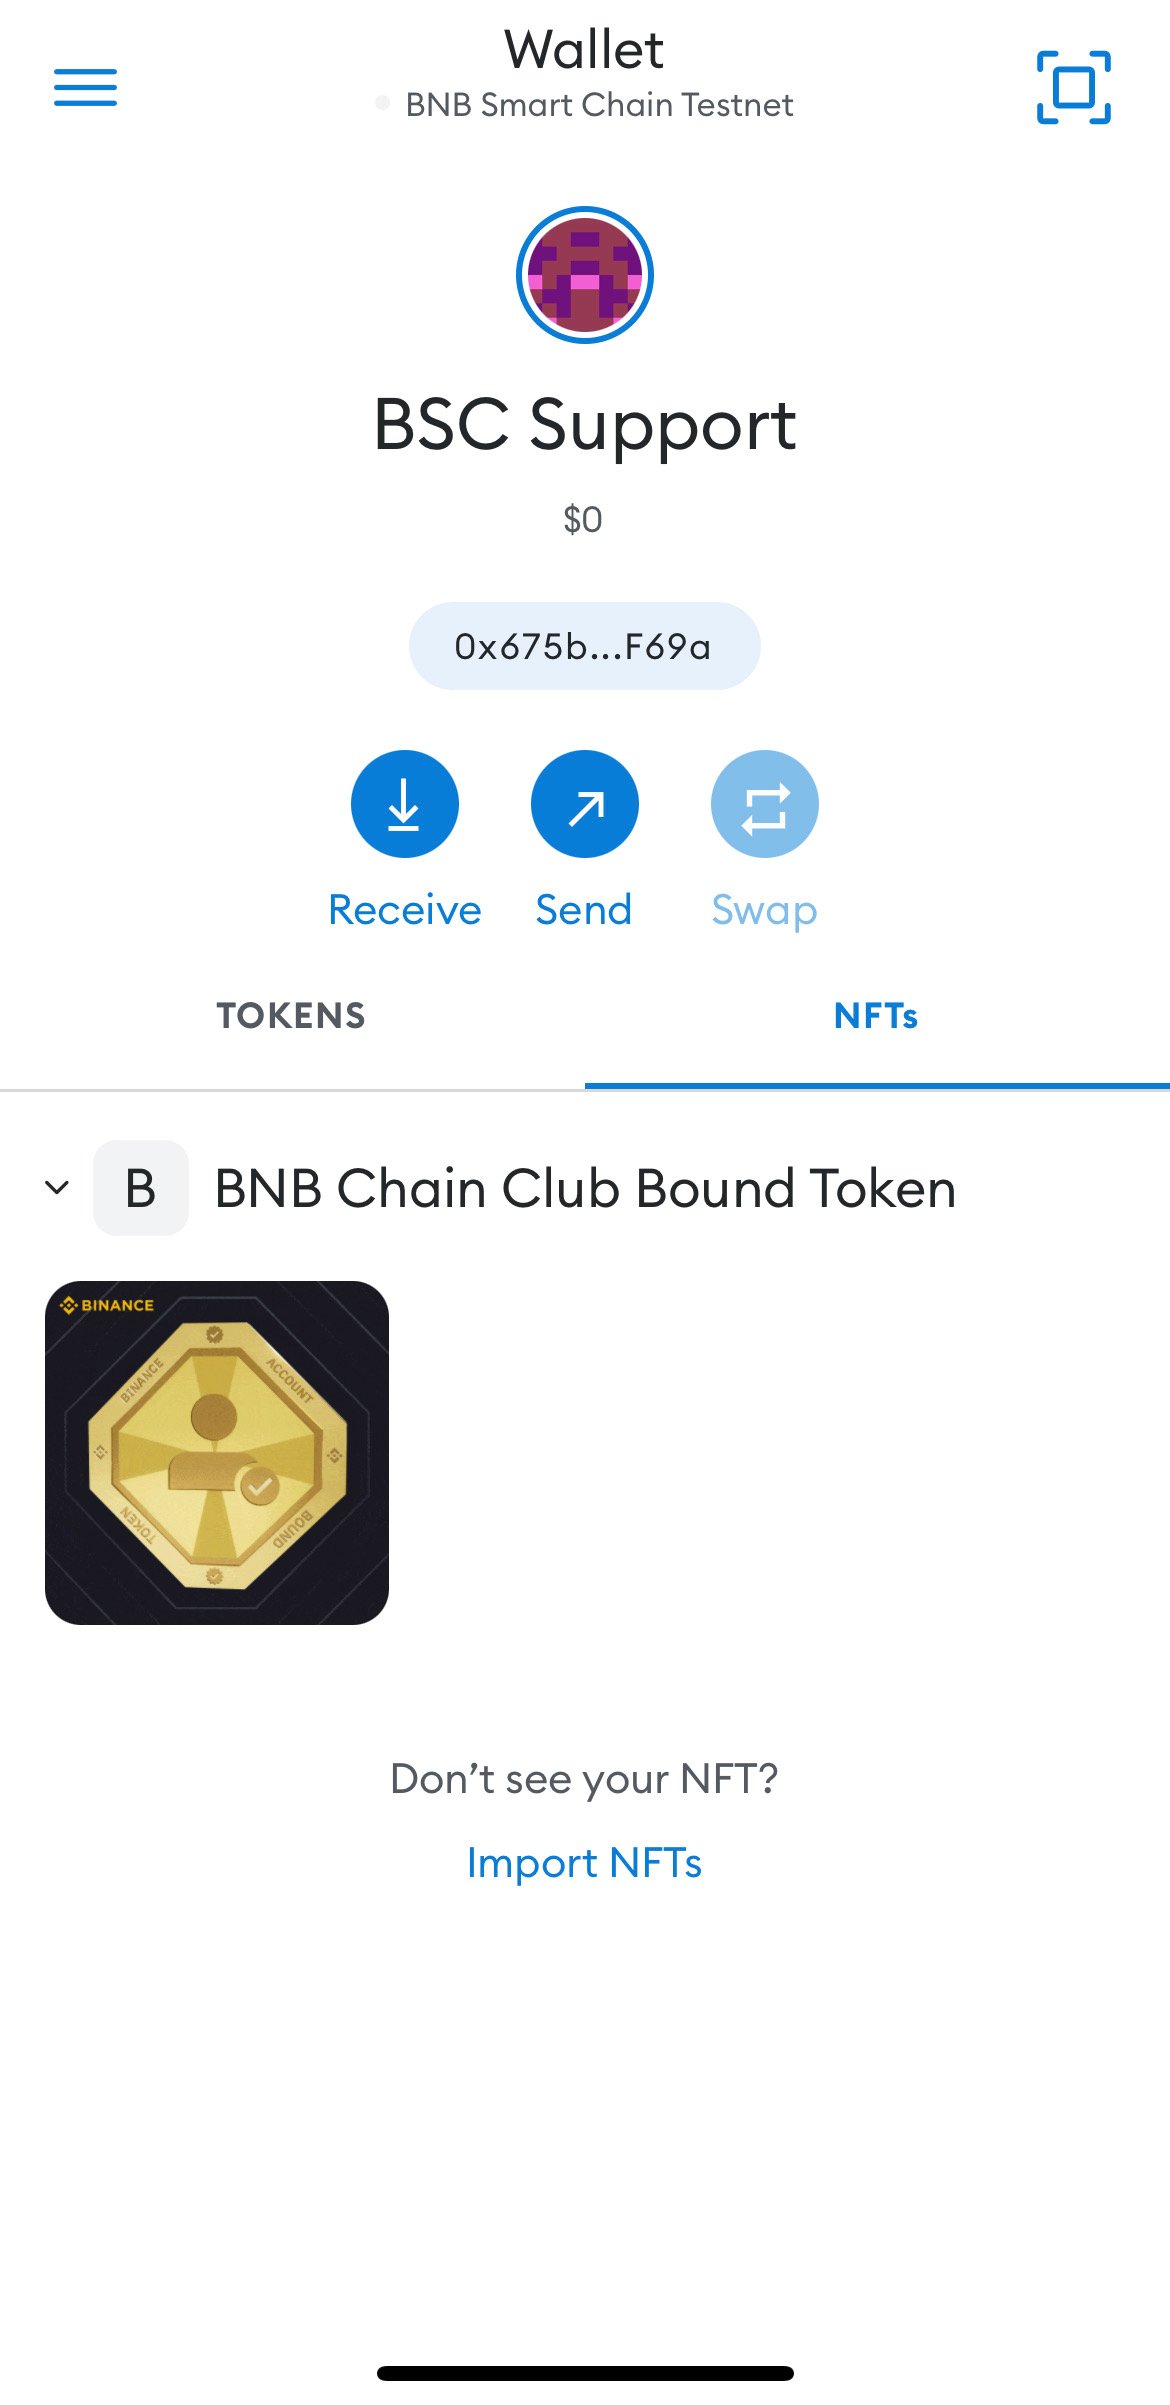 Wallet
BNB Smart Chain Testnet
BSC Support
$0
0x675b...F69a
Receive Send Swap
TOKENS NFTs
B BNB Chain Club Bound Token
BINANCE
BINANCE
ACCOUNT
TOKEN
BOUND
Don’t see your NFT?
Import NFTs